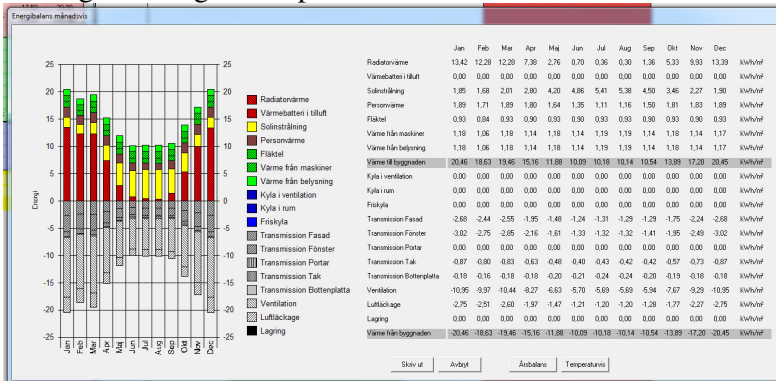 Energibalans månadsvis
Jan Feb Mar Apr Maj Jun Jul Aug Sep Okt Nov Dec
Radiatorvärme 13,42 12,28 12,28 7,38 2,76 0,70 0,36 0,30 1,36 5,33 9,93 13,39 kWh/m²
Värmebatteri i tilluft 0,00 0,00 0,00 0,00 0,00 0,00 0,00 0,00 0,00 0,00 0,00 0,00 kWh/m²
Solinstrålning 1,85 1,68 2,01 2,80 4,20 4,86 5,41 5,38 4,50 3,46 2,27 1,90 kWh/m²
Personvärme 1,89 1,71 1,89 1,80 1,64 1,35 1,11 1,16 1,50 1,81 1,83 1,89 kWh/m²
Fläktel 0,93 0,84 0,93 0,90 0,93 0,90 0,93 0,93 0,90 0,93 0,90 0,93 kWh/m²
Värme från maskiner 1,18 1,06 1,18 1,14 1,18 1,14 1,19 1,19 1,14 1,18 1,14 1,17 kWh/m²
Värme från belysning 1,18 1,06 1,18 1,14 1,18 1,14 1,19 1,19 1,14 1,18 1,14 1,17 kWh/m²
Värme till byggnaden 20,46 18,63 19,46 15,16 11,88 10,09 10,18 10,14 10,54 13,89 17,20 20,45 kWh/m²
Kyla i ventilation 0,00 0,00 0,00 0,00 0,00 0,00 0,00 0,00 0,00 0,00 0,00 0,00 kWh/m²
Kyla i rum 0,00 0,00 0,00 0,00 0,00 0,00 0,00 0,00 0,00 0,00 0,00 0,00 kWh/m²
Friskyla 0,00 0,00 0,00 0,00 0,00 0,00 0,00 0,00 0,00 0,00 0,00 0,00 kWh/m²
Transmission Fasad -2,68 -2,44 -2,55 -1,95 -1,48 -1,24 -1,31 -1,29 -1,29 -1,75 -2,24 -2,68 kWh/m²
Transmission Fönster -3,02 -2,75 -2,85 -2,16 -1,61 -1,33 -1,32 -1,32 -1,41 -1,95 -2,49 -3,02 kWh/m²
Transmission Portar 0,00 0,00 0,00 0,00 0,00 0,00 0,00 0,00 0,00 0,00 0,00 0,00 kWh/m²
Transmission Tak -0,87 -0,80 -0,83 -0,63 -0,48 -0,40 -0,43 -0,42 -0,42 -0,57 -0,73 -0,87 kWh/m²
Transmission Bottenplatta -0,18 -0,16 -0,18 -0,18 -0,20 -0,21 -0,24 -0,24 -0,20 -0,19 -0,18 -0,18 kWh/m²
Ventilation -10,95 -9,97 -10,44 -8,27 -6,63 -5,70 -5,69 -5,69 -5,94 -7,67 -9,29 -10,95 kWh/m²
Luftläckage -2,75 -2,51 -2,60 -1,97 -1,47 -1,21 -1,20 -1,20 -1,28 -1,77 -2,27 -2,75 kWh/m²
Lagring 0,00 0,00 0,00 0,00 0,00 0,00 0,00 0,00 0,00 0,00 0,00 0,00 kWh/m²
Värme från byggnaden -20,46 -18,63 -19,46 -15,16 -11,88 -10,09 -10,18 -10,14 -10,54 -13,89 -17,20 -20,45 kWh/m²
25 25
20 20
15 15
10 10
5 5
0 0
-5 -5
-10 -10
-15 -15
-20 -20
-25 -25
Energi
Jan Feb Mar Apr Maj Jun Jul Aug Sep Okt Nov Dec
Radiatorvärme
Värmebatteri i tilluft
Solinstrålning
Personvärme
Fläktel
Värme från maskiner
Värme från belysning
Kyla i ventilation
Kyla i rum
Friskyla
Transmission Fasad
Transmission Fönster
Transmission Portar
Transmission Tak
Transmission Bottenplatta
Ventilation
Luftläckage
Lagring
Skriv ut Avbryt Årsbalans Temperaturvis